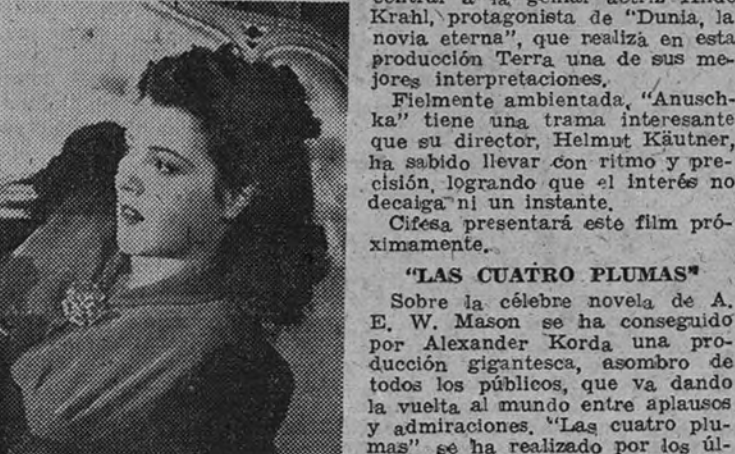 central a la genial actriz Hilde
Krahl, protagonista de "Dunia, la
novia eterna", que realiza en esta
producción Terra una de sus me-
jores interpretaciones.
Fielmente ambientada, "Anusch-
ka" tiene una trama interesante
que su director, Helmut Käutner,
ha sabido llevar con ritmo y pre-
cisión, logrando que el interés no
decaiga ni un instante.
Cifesa presentará este film pró-
ximamente.
"LAS CUATRO PLUMAS"
Sobre la célebre novela de A.
E. W. Mason se ha conseguido
por Alexander Korda una pro-
ducción gigantesca, asombro de
todos los públicos, que va dando
la vuelta al mundo entre aplausos
y admiraciones. "Las cuatro plu-
mas" se ha realizado por los úl-